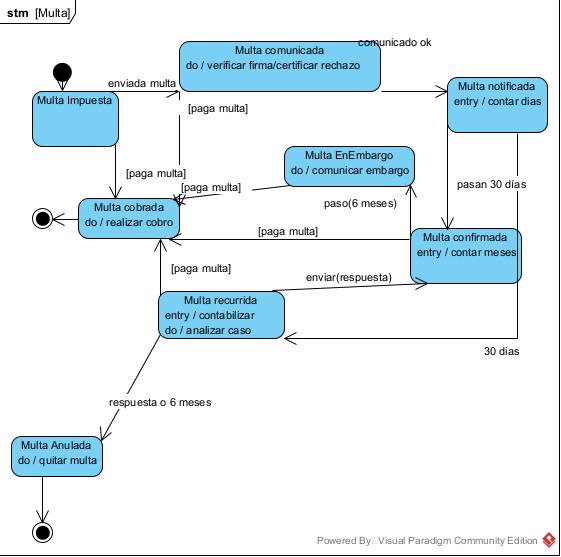 stm [Multa]
comunicado ok
Multa comunicada
do / verificar firma/certificar rechazo
enviada multa
Multa notificada
entry / contar dias
Multa Impuesta
[paga multa]
Multa EnEmbargo
do / comunicar embargo
[paga multa]
[paga multa]
pasan 30 días
paso(6 meses)
Multa cobrada
do / realizar cobro
[paga multa]
Multa confirmada
entry / contar meses
[paga multa]
enviar(respuesta)
Multa recurrida
entry / contabilizar
do / analizar caso
30 dias
respuesta o 6 meses
Multa Anulada
do / quitar multa
Powered By Visual Paradigm Community Edition